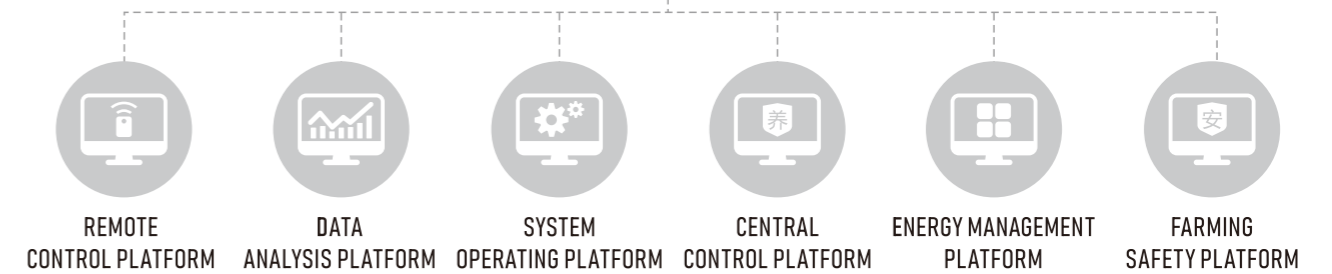 养
安
REMOTE
CONTROL PLATFORM
DATA
ANALYSIS PLATFORM
SYSTEM
OPERATING PLATFORM
CENTRAL
CONTROL PLATFORM
ENERGY MANAGEMENT
PLATFORM
FARMING
SAFETY PLATFORM